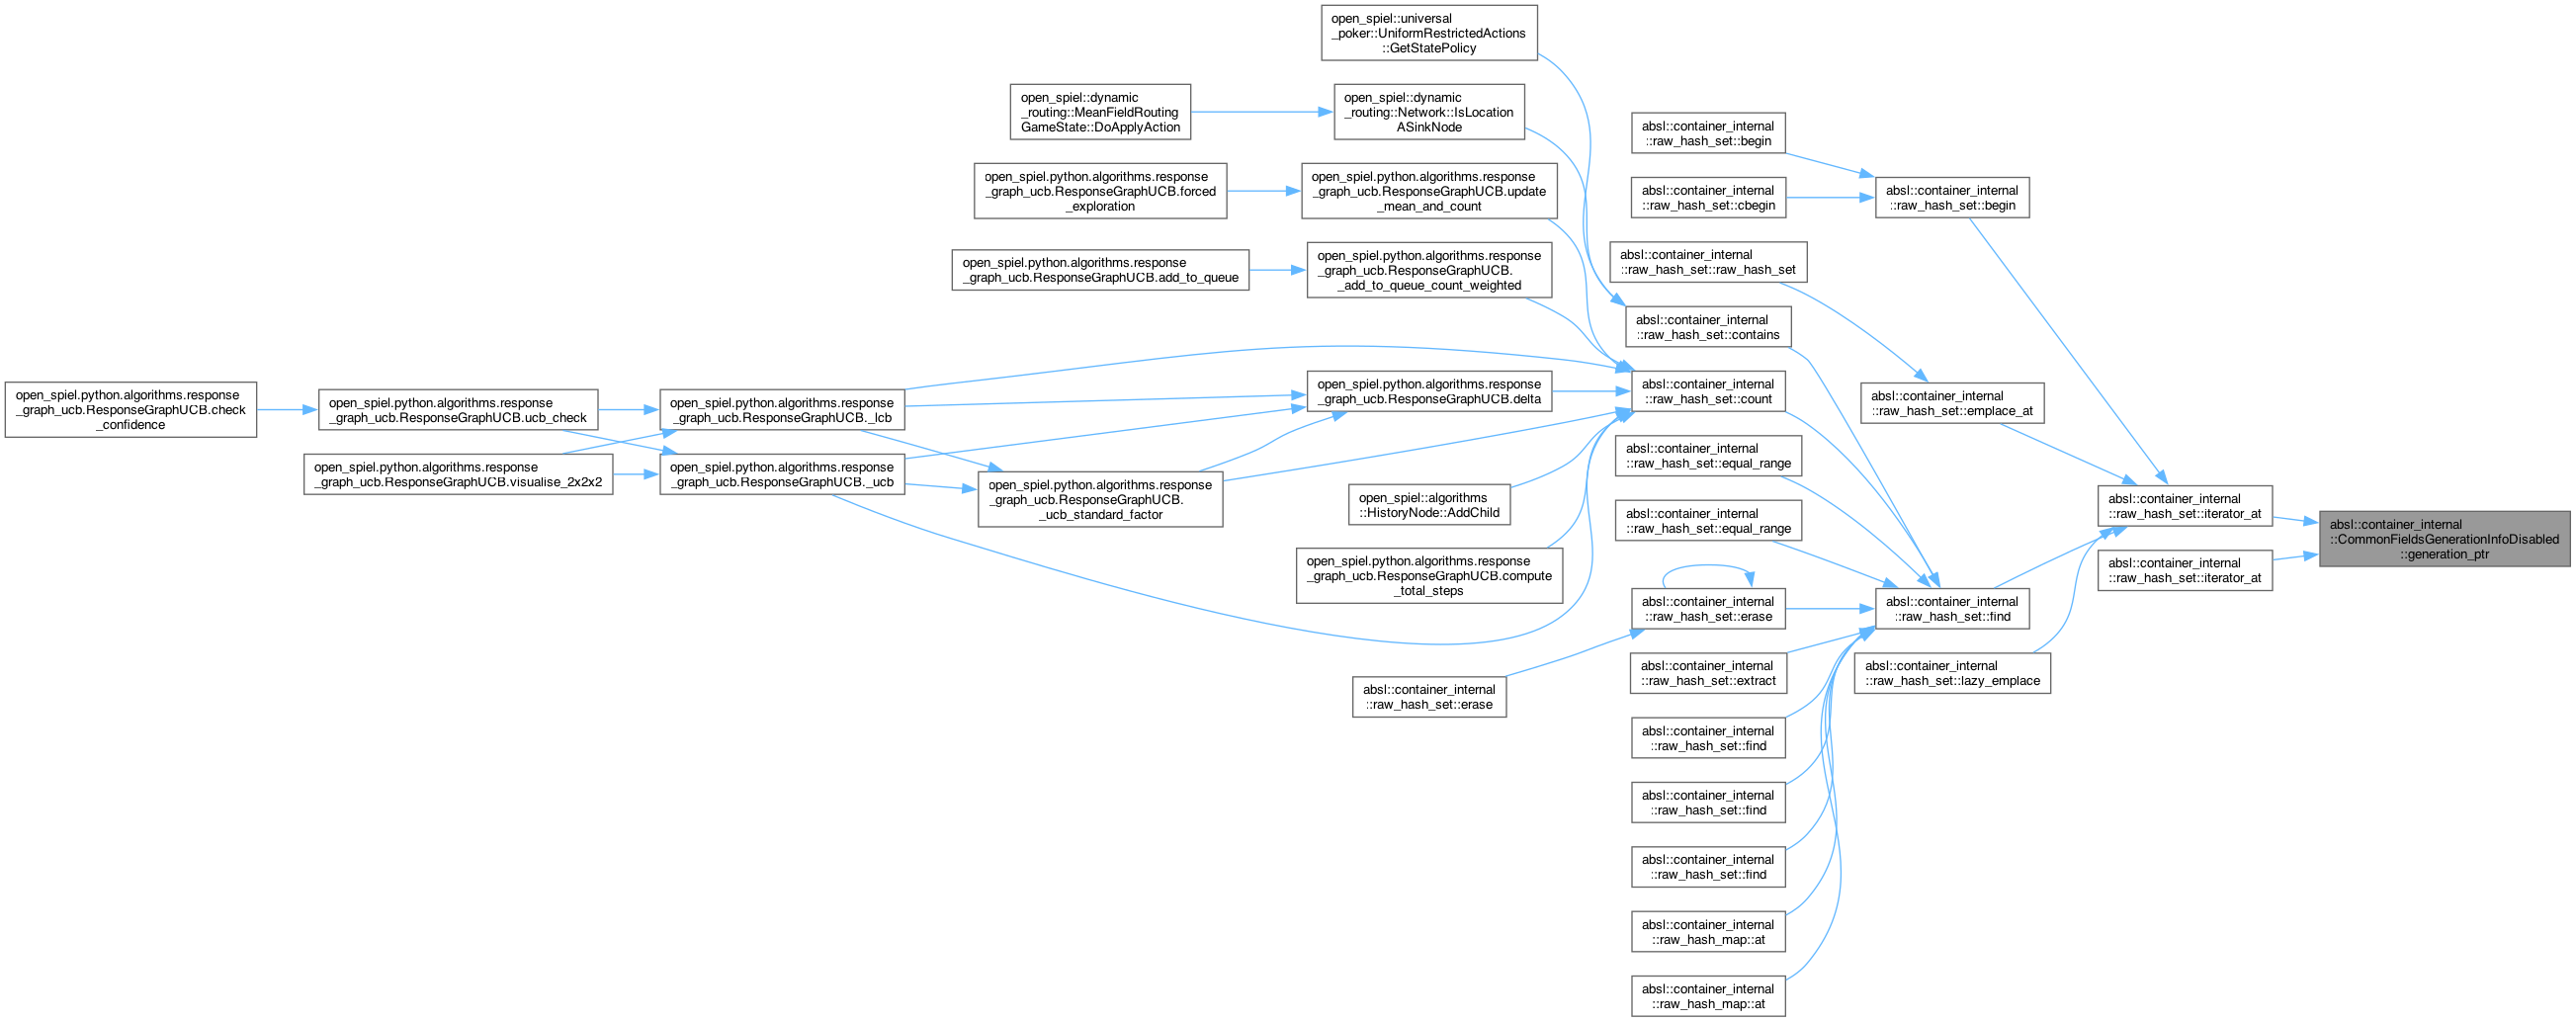 open_spiel::universal
_poker::UniformRestrictedActions
::GetStatePolicy
open_spiel::dynamic
_routing::MeanFieldRouting
GameState::DoApplyAction
open_spiel::dynamic
_routing::Network::IsLocation
ASinkNode
absl::container_internal
::raw_hash_set::begin
open_spiel.python.algorithms.response
_graph_ucb.ResponseGraphUCB.forced
_exploration
open_spiel.python.algorithms.response
_graph_ucb.ResponseGraphUCB.update
_mean_and_count
absl::container_internal
::raw_hash_set::cbegin
absl::container_internal
::raw_hash_set::begin
open_spiel.python.algorithms.response
_graph_ucb.ResponseGraphUCB.add_to_queue
open_spiel.python.algorithms.response
_graph_ucb.ResponseGraphUCB.
_add_to_queue_count_weighted
absl::container_internal
::raw_hash_set::raw_hash_set
absl::container_internal
::raw_hash_set::contains
open_spiel.python.algorithms.response
_graph_ucb.ResponseGraphUCB.check
_confidence
open_spiel.python.algorithms.response
_graph_ucb.ResponseGraphUCB.ucb_check
open_spiel.python.algorithms.response
_graph_ucb.ResponseGraphUCB._lcb
open_spiel.python.algorithms.response
_graph_ucb.ResponseGraphUCB.delta
absl::container_internal
::raw_hash_set::count
absl::container_internal
::raw_hash_set::emplace_at
open_spiel.python.algorithms.response
_graph_ucb.ResponseGraphUCB.visualise_2x2x2
open_spiel.python.algorithms.response
_graph_ucb.ResponseGraphUCB._ucb
open_spiel.python.algorithms.response
_graph_ucb.ResponseGraphUCB.
_ucb_standard_factor
absl::container_internal
::raw_hash_set::equal_range
open_spiel::algorithms
::HistoryNode::AddChild
absl::container_internal
::raw_hash_set::equal_range
absl::container_internal
::raw_hash_set::iterator_at
absl::container_internal
::CommonFieldsGenerationInfoDisabled
::generation_ptr
open_spiel.python.algorithms.response
_graph_ucb.ResponseGraphUCB.compute
_total_steps
absl::container_internal
::raw_hash_set::iterator_at
absl::container_internal
::raw_hash_set::erase
absl::container_internal
::raw_hash_set::find
absl::container_internal
::raw_hash_set::erase
absl::container_internal
::raw_hash_set::extract
absl::container_internal
::raw_hash_set::lazy_emplace
absl::container_internal
::raw_hash_set::find
absl::container_internal
::raw_hash_set::find
absl::container_internal
::raw_hash_set::find
absl::container_internal
::raw_hash_map::at
absl::container_internal
::raw_hash_map::at